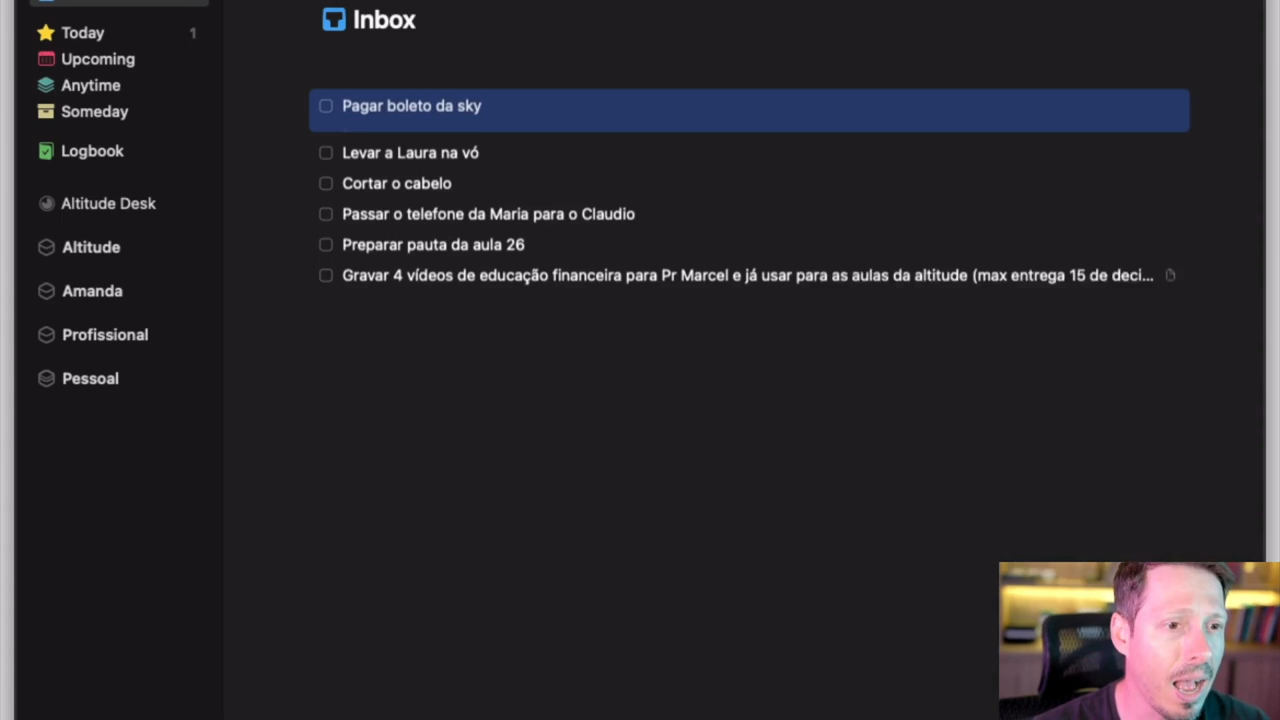 Inbox
Today 1
Upcoming
Anytime
Someday
Logbook
Altitude Desk
Altitude
Amanda
Profissional
Pessoal
Pagar boleto da sky
Levar a Laura na vó
Cortar o cabelo
Passar o telefone da Maria para o Claudio
Preparar pauta da aula 26
Gravar 4 vídeos de educação financeira para Pr Marcel e já usar para as aulas da altitude (max entrega 15 de deci...